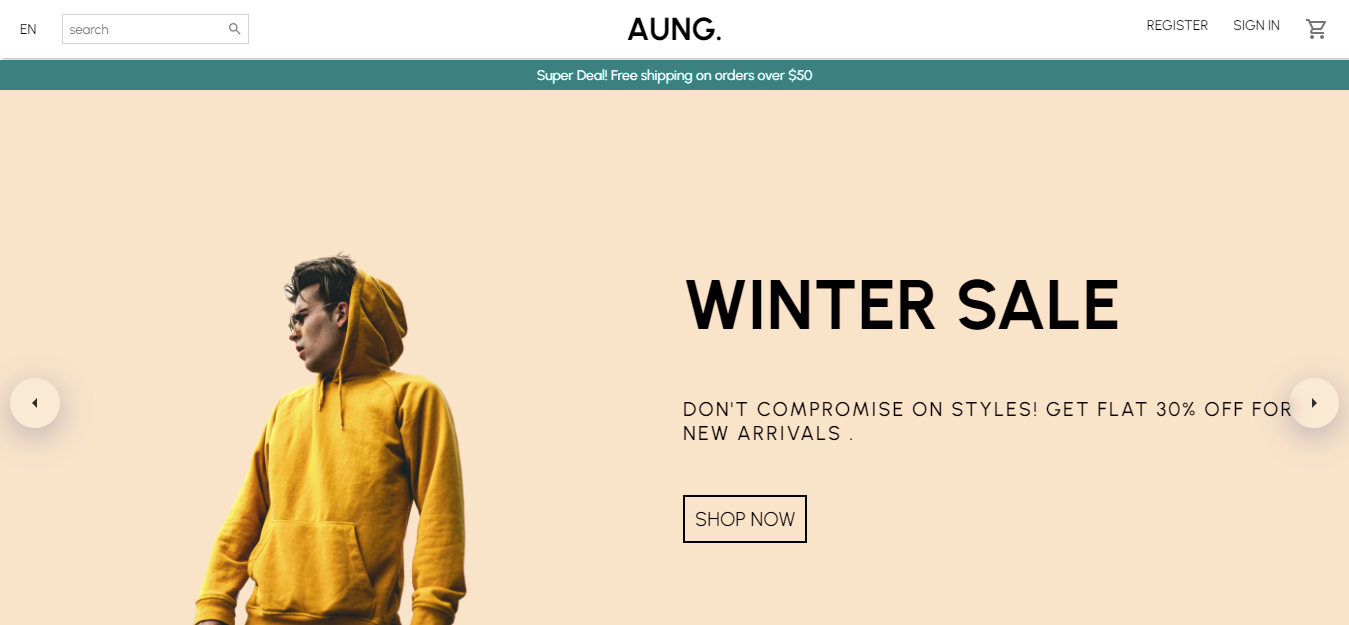 EN
search
AUNG.
REGISTER
SIGN IN
Super Deal! Free shipping on orders over $50
WINTER SALE
DON'T COMPROMISE ON STYLES! GET FLAT 30% OFF FOR
NEW ARRIVALS .
SHOP NOW